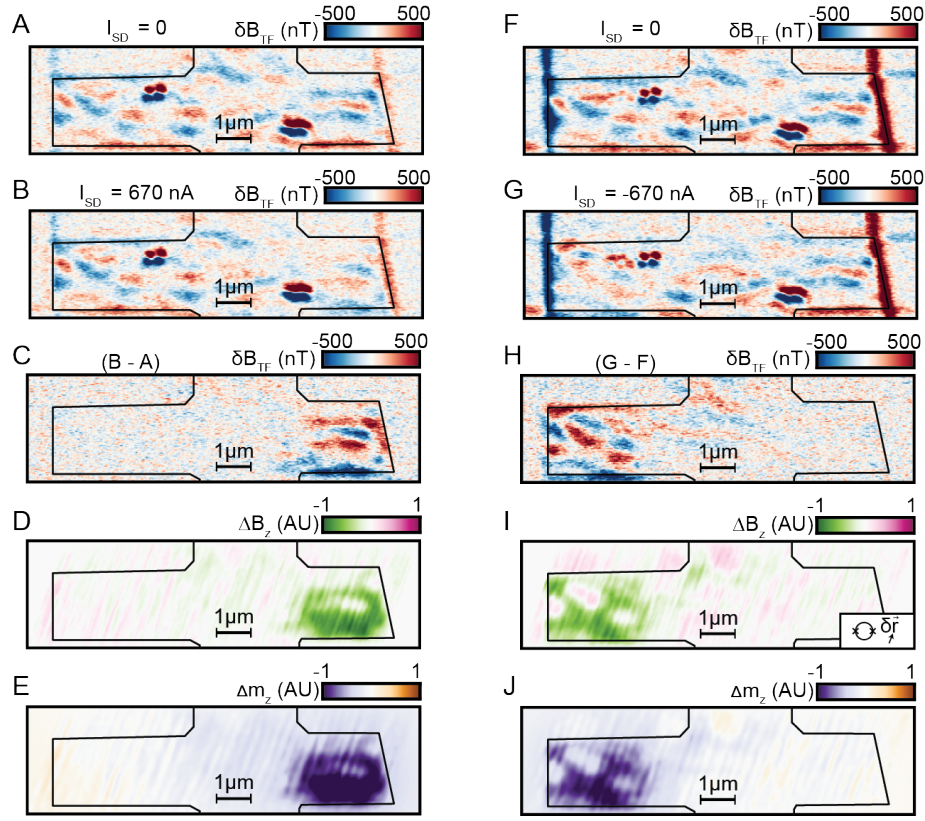 A I_SD = 0 δB_TF (nT) -500 500
1μm
B I_SD = 670 nA δB_TF (nT) -500 500
1μm
C (B - A) δB_TF (nT) -500 500
1μm
D ΔB_z (AU) -1 1
1μm
E Δm_z (AU) -1 1
1μm
F I_SD = 0 δB_TF (nT) -500 500
1μm
G I_SD = -670 nA δB_TF (nT) -500 500
1μm
H (G - F) δB_TF (nT) -500 500
1μm
I ΔB_z (AU) -1 1
1μm
δr⃗
J Δm_z (AU) -1 1
1μm